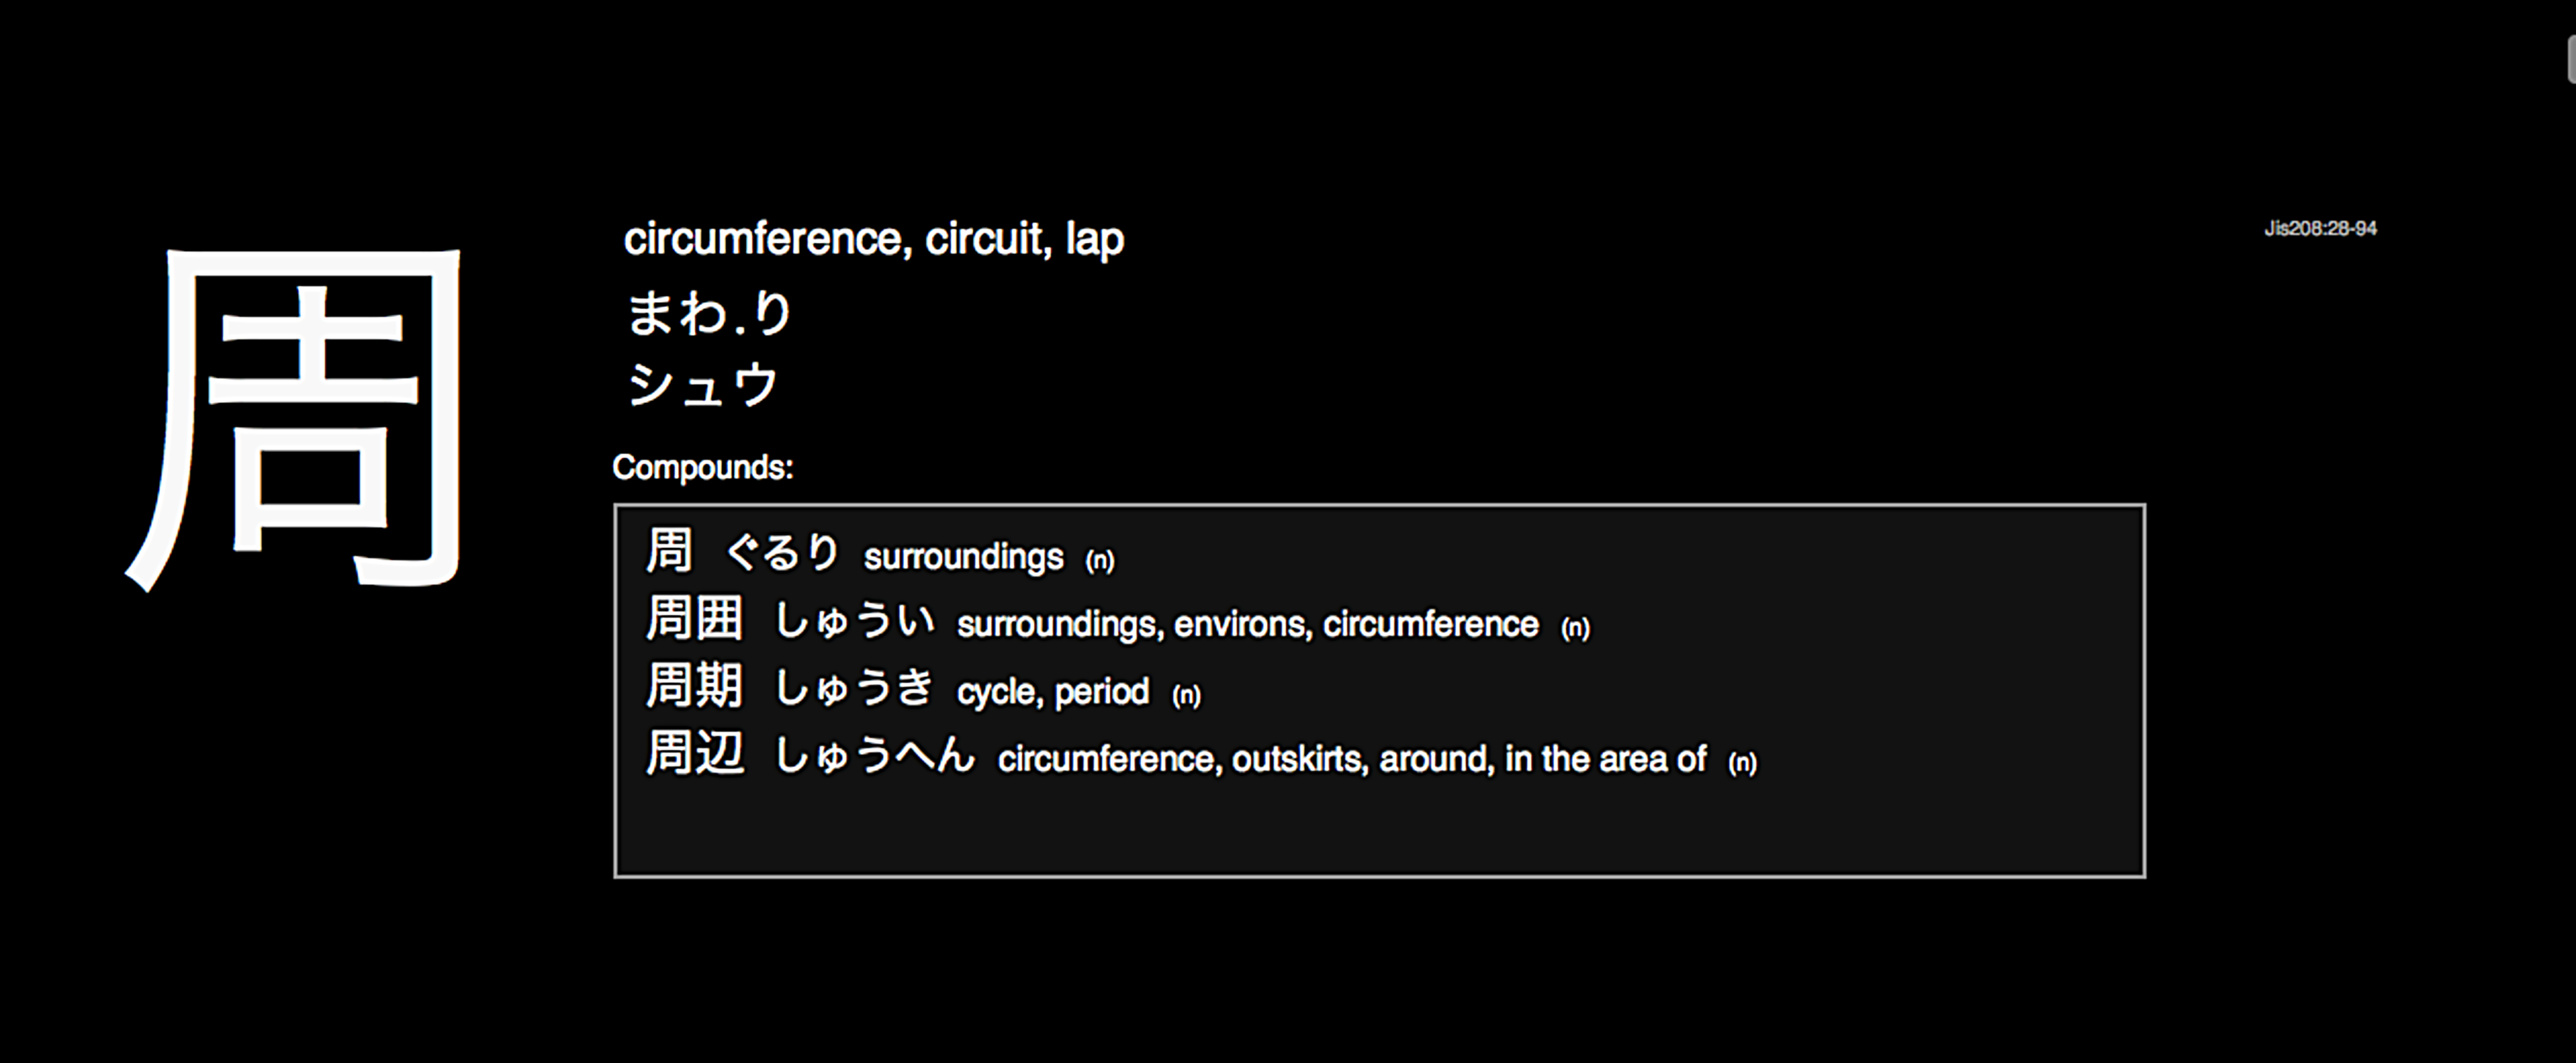 周
circumference, circuit, lap
Jis208:28-94
まわ.り
シュウ
Compounds:
周 ぐるり surroundings (n)
周囲 しゅうい surroundings, environs, circumference (n)
周期 しゅうき cycle, period (n)
周辺 しゅうへん circumference, outskirts, around, in the area of (n)